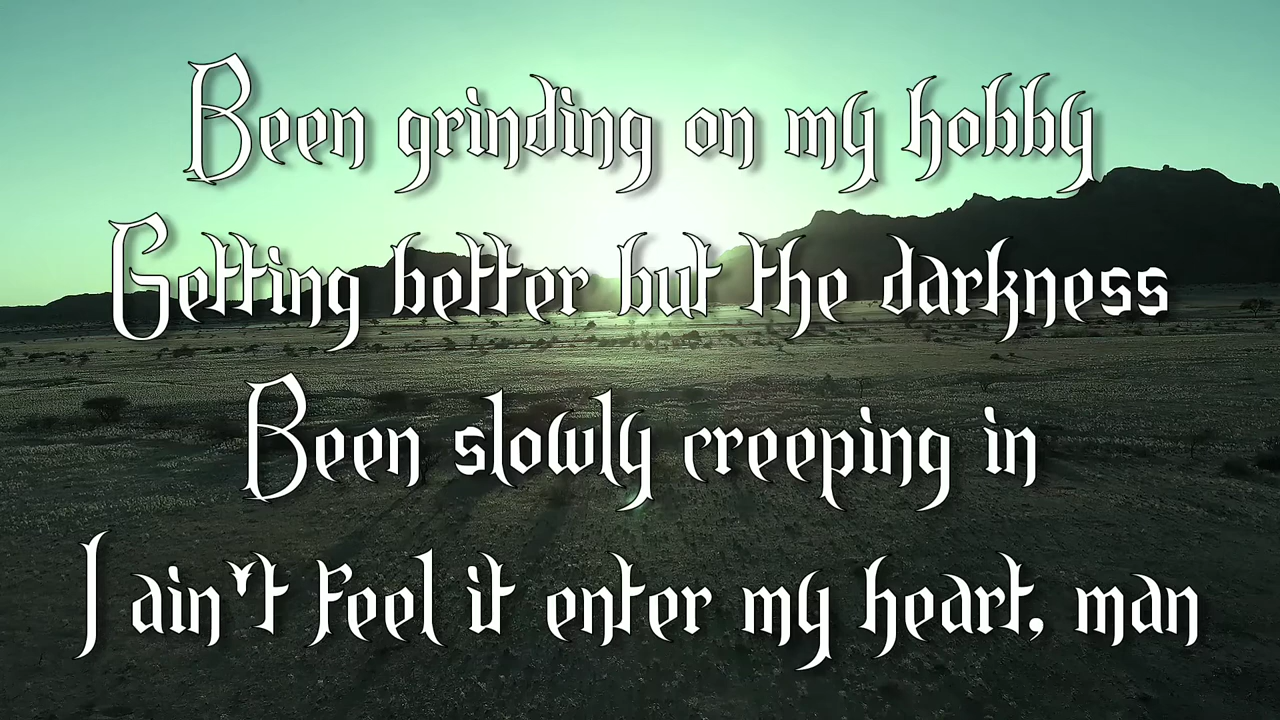 Been grinding on my hobby
Getting better but the darkness
Been slowly creeping in
I ain't feel it enter my heart, man